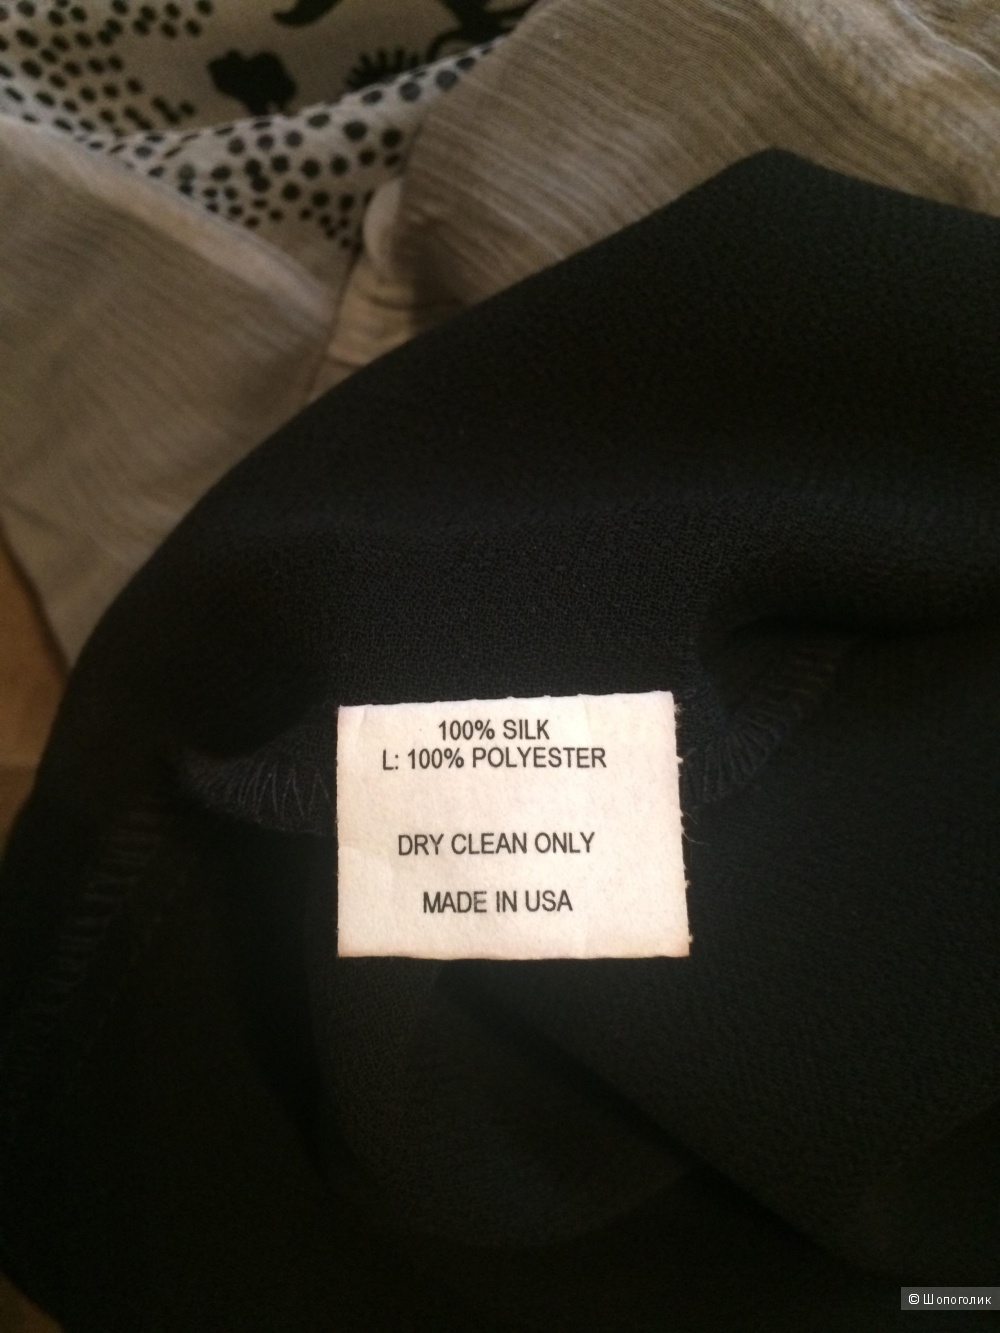 100% SILK
L: 100% POLYESTER
DRY CLEAN ONLY
MADE IN USA
© Шопоголик